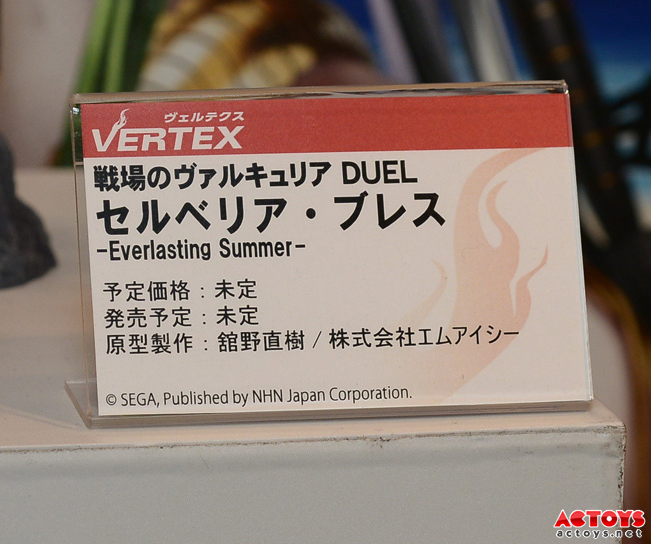 ヴェルテクス
VERTEX
戦場のヴァルキュリア DUEL
セルベリア・ブレス
-Everlasting Summer-
予定価格：未定
発売予定：未定
原型製作：舘野直樹 / 株式会社エムアイシー
© SEGA, Published by NHN Japan Corporation.
ACTOYS
actoys.net